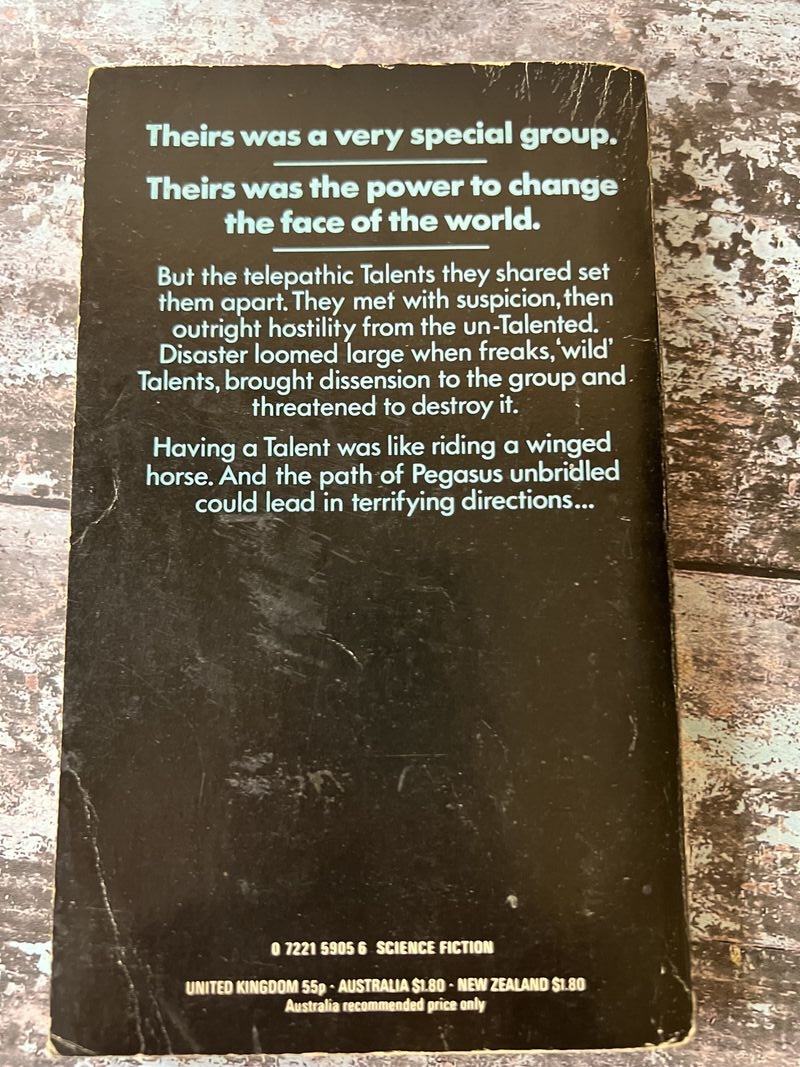 Theirs was a very special group.
Theirs was the power to change
the face of the world.
But the telepathic Talents they shared set
them apart. They met with suspicion, then
outright hostility from the un-Talented.
Disaster loomed large when freaks, 'wild'
Talents, brought dissension to the group and
threatened to destroy it.
Having a Talent was like riding a winged
horse. And the path of Pegasus unbridled
could lead in terrifying directions...
0 7221 5905 6 SCIENCE FICTION
UNITED KINGDOM 55p · AUSTRALIA $1.80 · NEW ZEALAND $1.80
Australia recommended price only